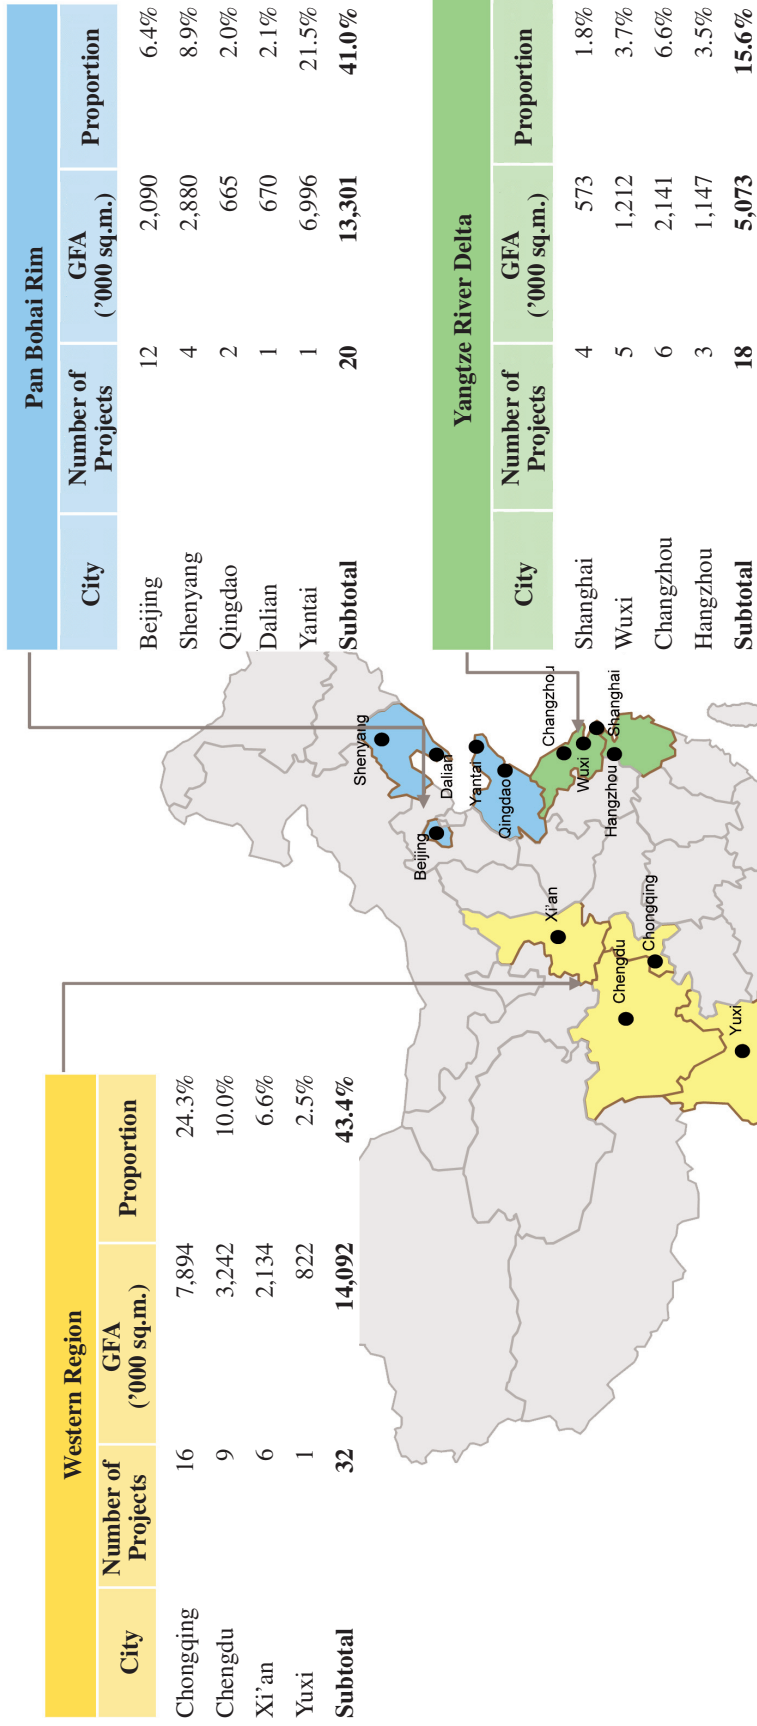 Western Region
City Number of Projects GFA ('000 sq.m.) Proportion
Chongqing 16 7,894 24.3%
Chengdu 9 3,242 10.0%
Xi'an 6 2,134 6.6%
Yuxi 1 822 2.5%
Subtotal 32 14,092 43.4%
Pan Bohai Rim
City Number of Projects GFA ('000 sq.m.) Proportion
Beijing 12 2,090 6.4%
Shenyang 4 2,880 8.9%
Qingdao 2 665 2.0%
Dalian 1 670 2.1%
Yantai 1 6,996 21.5%
Subtotal 20 13,301 41.0%
Yangtze River Delta
City Number of Projects GFA ('000 sq.m.) Proportion
Shanghai 4 573 1.8%
Wuxi 5 1,212 3.7%
Changzhou 6 2,141 6.6%
Hangzhou 3 1,147 3.5%
Subtotal 18 5,073 15.6%
Shenyang
Beijing
Dalian
Yantai
Qingdao
Changzhou
Xi'an
Wuxi
Shanghai
Hangzhou
Chengdu
Chongqing
Yuxi